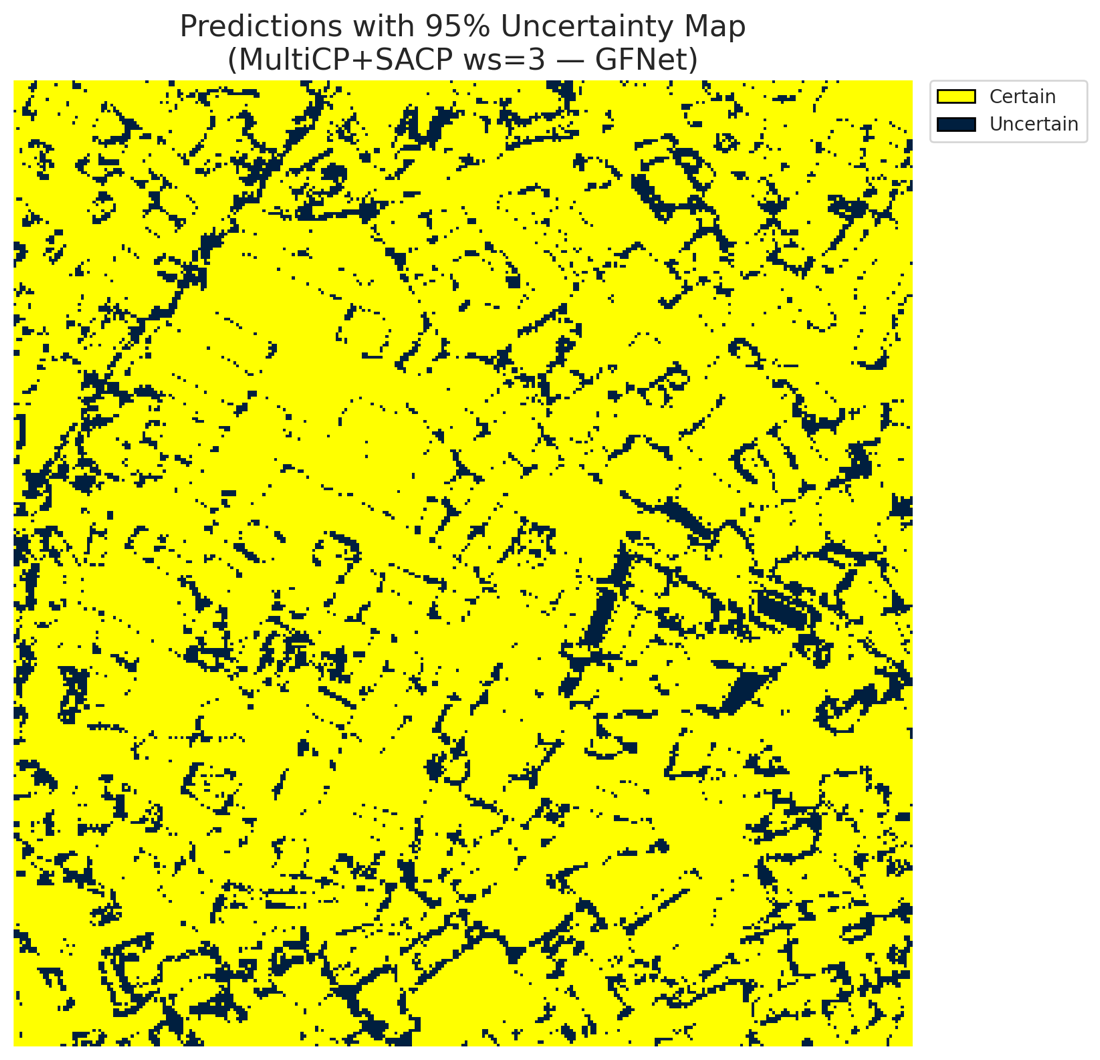 Predictions with 95% Uncertainty Map
(MultiCP+SACP ws=3 — GFNet)
Certain
Uncertain